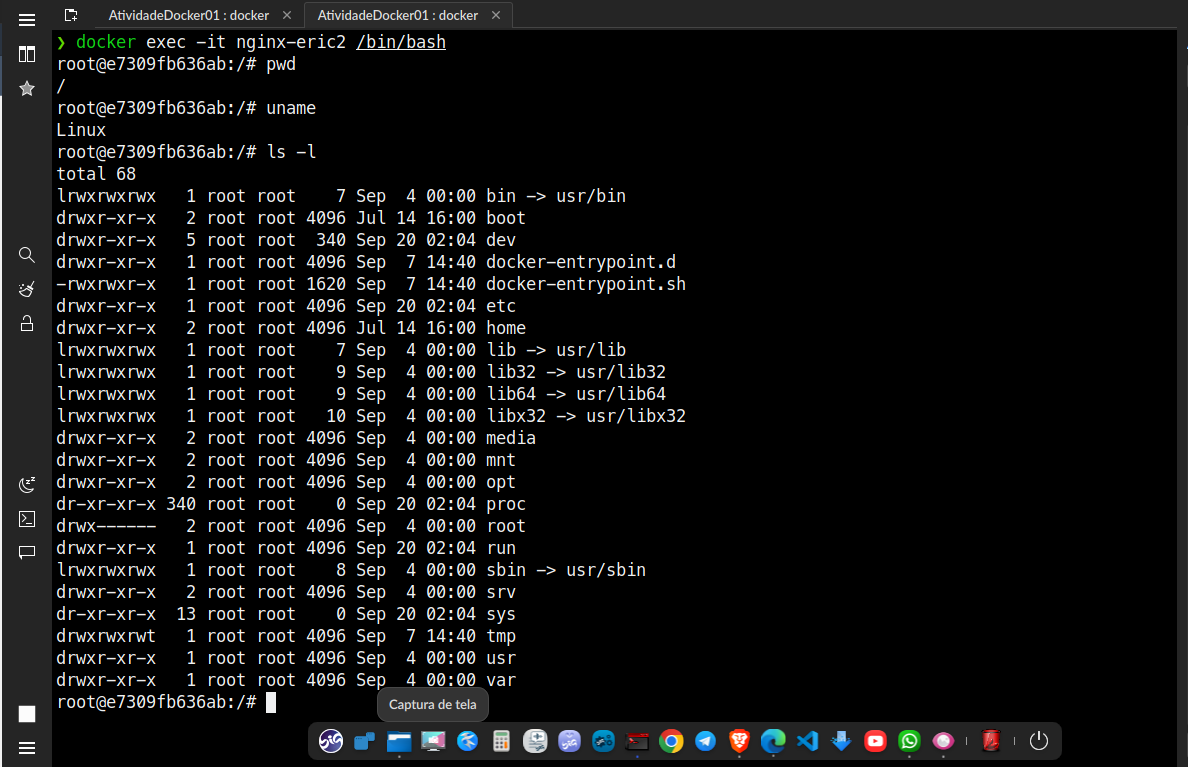 AtividadeDocker01 : docker
AtividadeDocker01 : docker
❯ docker exec -it nginx-eric2 /bin/bash
root@e7309fb636ab:/# pwd
/
root@e7309fb636ab:/# uname
Linux
root@e7309fb636ab:/# ls -l
total 68
lrwxrwxrwx   1 root root    7 Sep  4 00:00 bin -> usr/bin
drwxr-xr-x   2 root root 4096 Jul 14 16:00 boot
drwxr-xr-x   5 root root  340 Sep 20 02:04 dev
drwxr-xr-x   1 root root 4096 Sep  7 14:40 docker-entrypoint.d
-rwxrwxr-x   1 root root 1620 Sep  7 14:40 docker-entrypoint.sh
drwxr-xr-x   1 root root 4096 Sep 20 02:04 etc
drwxr-xr-x   2 root root 4096 Jul 14 16:00 home
lrwxrwxrwx   1 root root    7 Sep  4 00:00 lib -> usr/lib
lrwxrwxrwx   1 root root    9 Sep  4 00:00 lib32 -> usr/lib32
lrwxrwxrwx   1 root root    9 Sep  4 00:00 lib64 -> usr/lib64
lrwxrwxrwx   1 root root   10 Sep  4 00:00 libx32 -> usr/libx32
drwxr-xr-x   2 root root 4096 Sep  4 00:00 media
drwxr-xr-x   2 root root 4096 Sep  4 00:00 mnt
drwxr-xr-x   2 root root 4096 Sep  4 00:00 opt
dr-xr-xr-x 340 root root    0 Sep 20 02:04 proc
drwx------   2 root root 4096 Sep  4 00:00 root
drwxr-xr-x   1 root root 4096 Sep 20 02:04 run
lrwxrwxrwx   1 root root    8 Sep  4 00:00 sbin -> usr/sbin
drwxr-xr-x   2 root root 4096 Sep  4 00:00 srv
dr-xr-xr-x  13 root root    0 Sep 20 02:04 sys
drwxrwxrwt   1 root root 4096 Sep  7 14:40 tmp
drwxr-xr-x   1 root root 4096 Sep  4 00:00 usr
drwxr-xr-x   1 root root 4096 Sep  4 00:00 var
root@e7309fb636ab:/#
Captura de tela